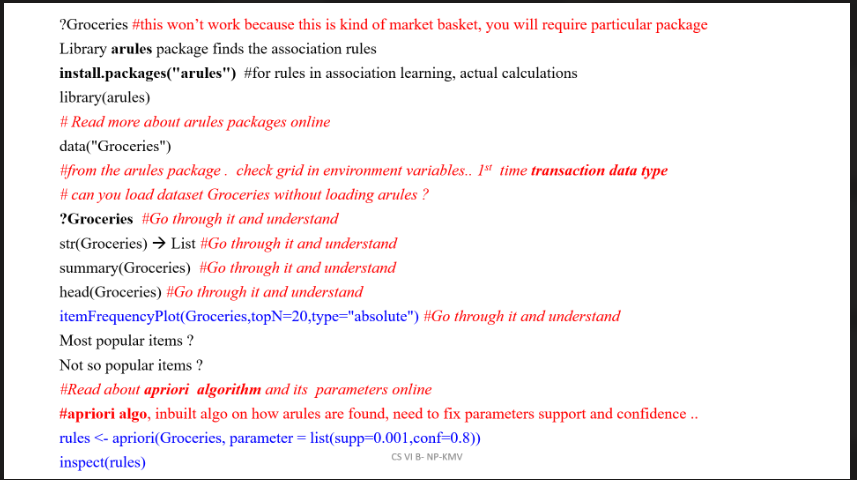 ?Groceries #this won’t work because this is kind of market basket, you will require particular package
Library arules package finds the association rules
install.packages("arules")  #for rules in association learning, actual calculations
library(arules)
# Read more about arules packages online
data("Groceries")
#from the arules package .  check grid in environment variables.. 1st  time transaction data type
# can you load dataset Groceries without loading arules ?
?Groceries  #Go through it and understand
str(Groceries) → List #Go through it and understand
summary(Groceries)  #Go through it and understand
head(Groceries) #Go through it and understand
itemFrequencyPlot(Groceries,topN=20,type="absolute") #Go through it and understand
Most popular items ?
Not so popular items ?
#Read about apriori  algorithm and its  parameters online
#apriori algo, inbuilt algo on how arules are found, need to fix parameters support and confidence ..
rules <- apriori(Groceries, parameter = list(supp=0.001,conf=0.8))
inspect(rules)
CS VI B- NP-KMV